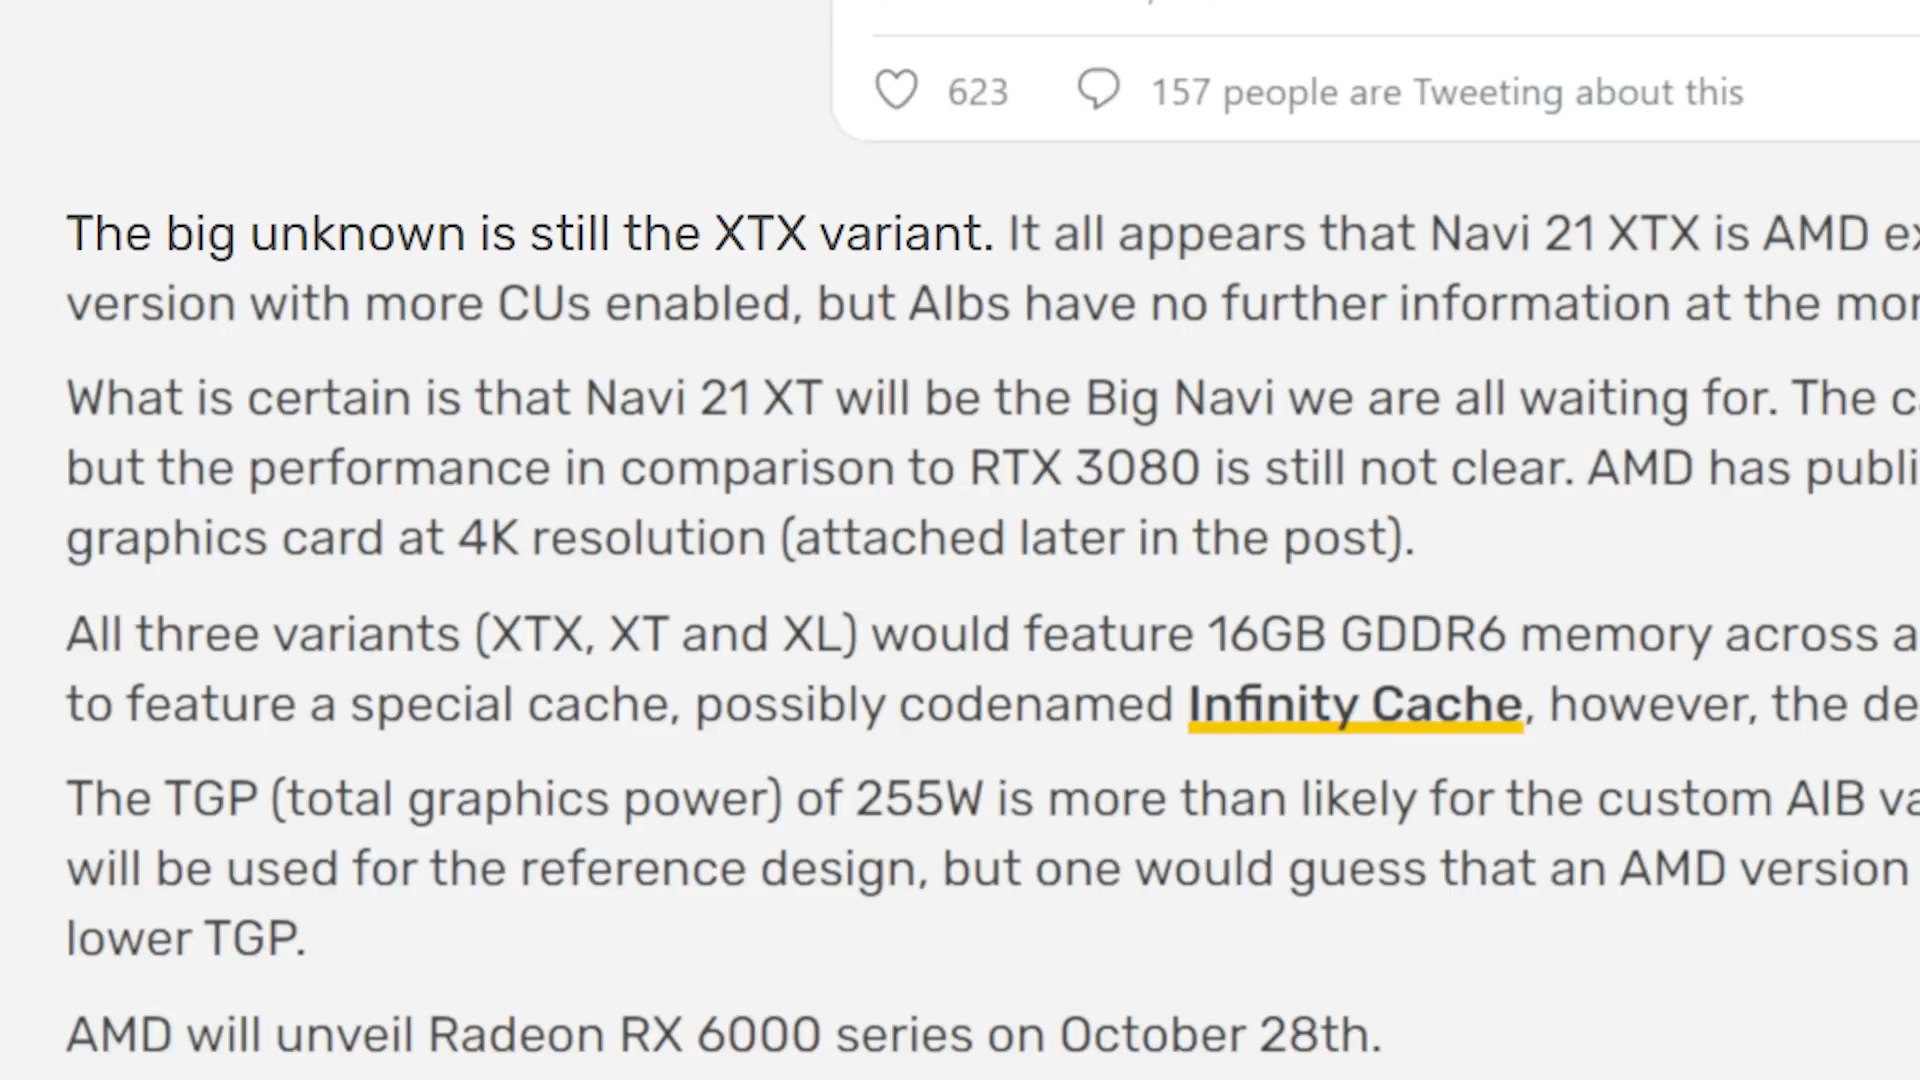 623 157 people are Tweeting about this
The big unknown is still the XTX variant. It all appears that Navi 21 XTX is AMD
version with more CUs enabled, but AIbs have no further information at the
What is certain is that Navi 21 XT will be the Big Navi we are all waiting for. The
but the performance in comparison to RTX 3080 is still not clear. AMD has
graphics card at 4K resolution (attached later in the post).
All three variants (XTX, XT and XL) would feature 16GB GDDR6 memory across
to feature a special cache, possibly codenamed Infinity Cache, however, the
The TGP (total graphics power) of 255W is more than likely for the custom AIB
will be used for the reference design, but one would guess that an AMD version
lower TGP.
AMD will unveil Radeon RX 6000 series on October 28th.